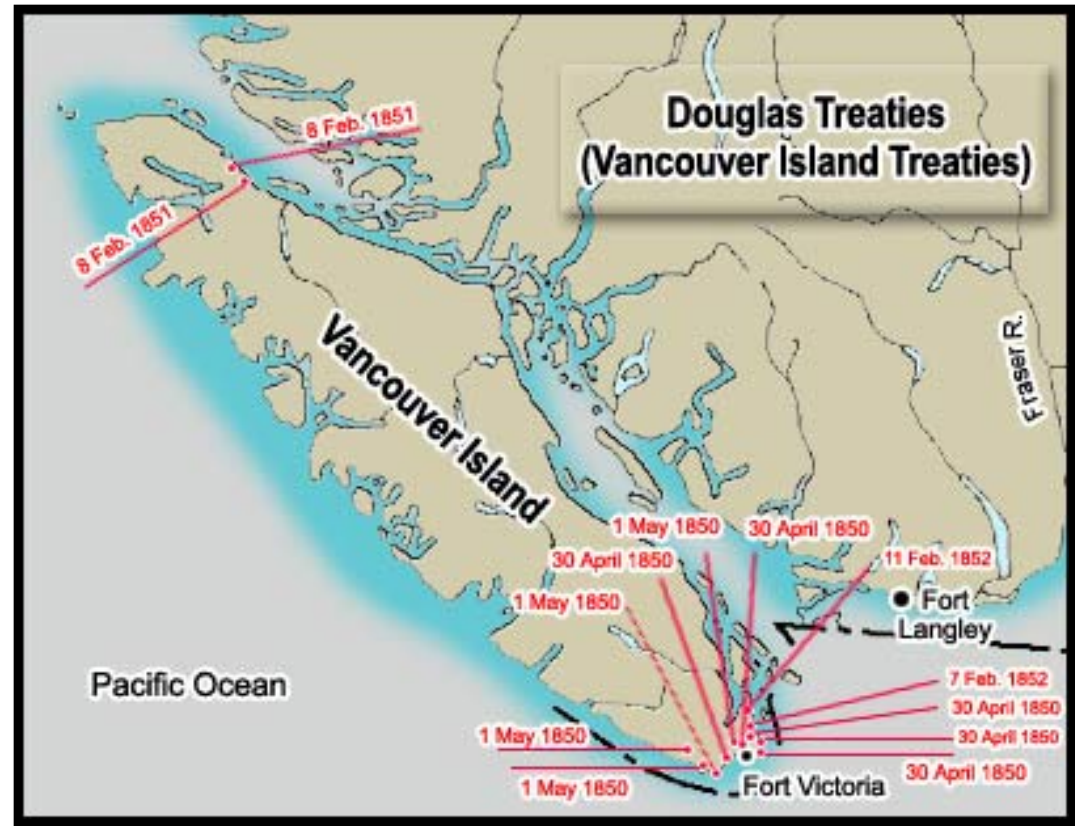 Douglas Treaties
(Vancouver Island Treaties)
8 Feb. 1851
8 Feb. 1851
Vancouver Island
Fraser R.
1 May 1850
30 April 1850
30 April 1850
11 Feb. 1852
1 May 1850
Fort
Langley
Pacific Ocean
7 Feb. 1852
30 April 1850
1 May 1850
30 April 1850
30 April 1850
1 May 1850
Fort Victoria